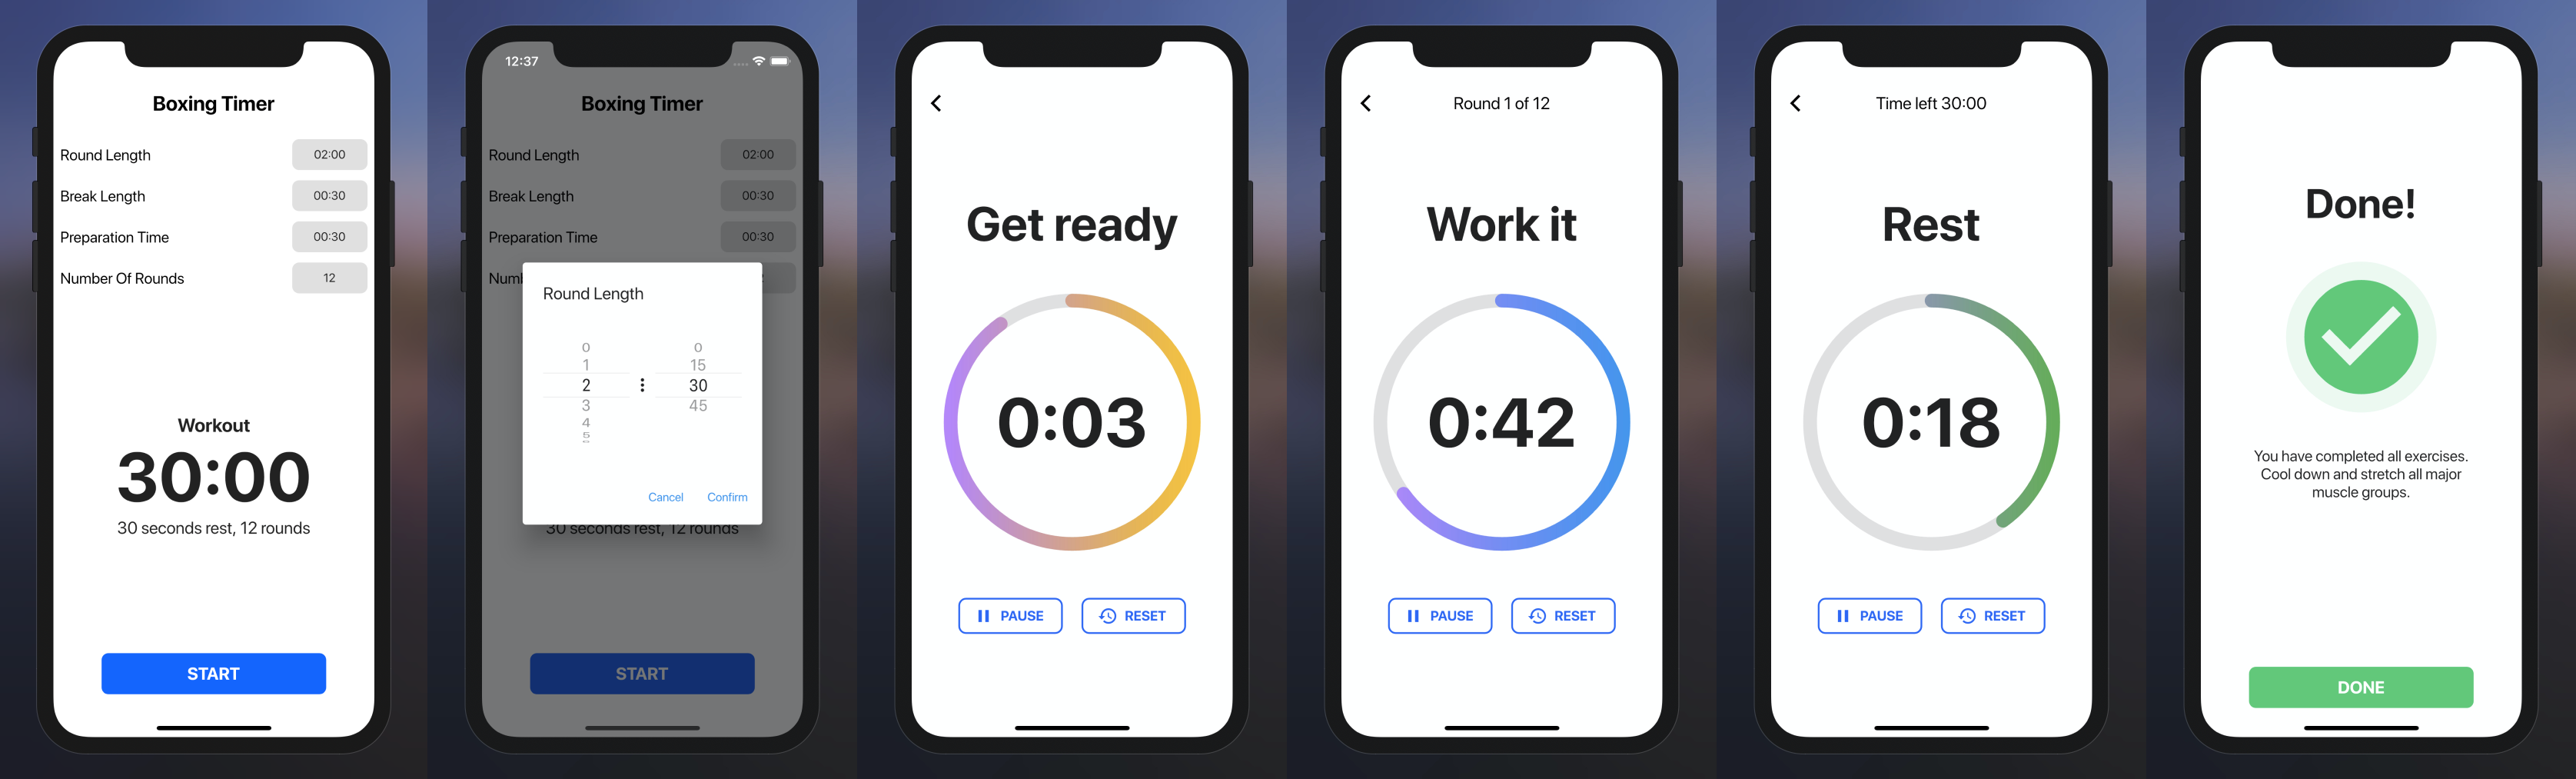 Boxing Timer
Round Length 02:00
Break Length 00:30
Preparation Time 00:30
Number Of Rounds 12
Workout
30:00
30 seconds rest, 12 rounds
START
12:37
Boxing Timer
Round Length 02:00
Break Length 00:30
Preparation Time 00:30
Round Length
0 0
1 15
2 30
3 45
4
5
Cancel Confirm
30 seconds rest, 12 rounds
START
Get ready
0:03
PAUSE RESET
Round 1 of 12
Work it
0:42
PAUSE RESET
Time left 30:00
Rest
0:18
PAUSE RESET
Done!
You have completed all exercises.
Cool down and stretch all major
muscle groups.
DONE